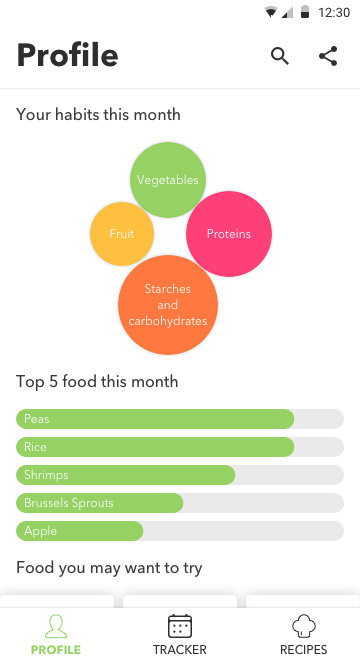 12:30
Profile
Your habits this month
Vegetables
Fruit
Proteins
Starches
and
carbohydrates
Top 5 food this month
Peas
Rice
Shrimps
Brussels Sprouts
Apple
Food you may want to try
PROFILE
TRACKER
RECIPES